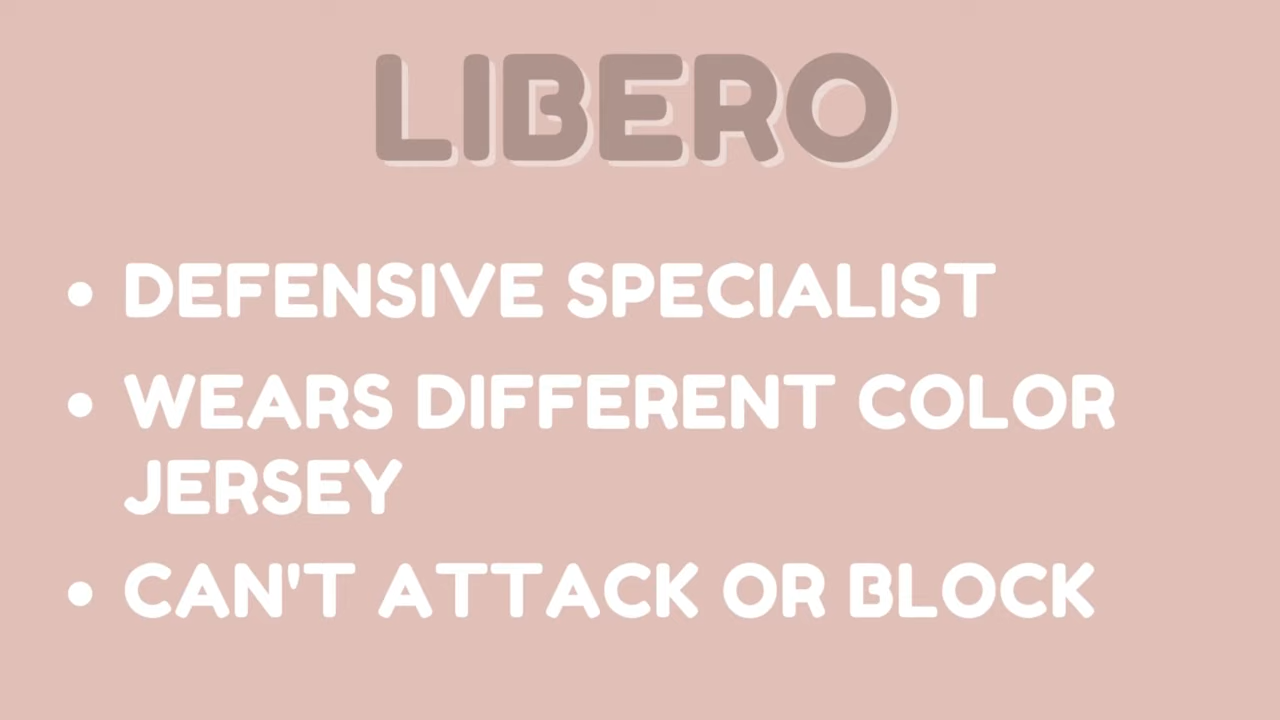 LIBERO
• DEFENSIVE SPECIALIST
• WEARS DIFFERENT COLOR
JERSEY
• CAN'T ATTACK OR BLOCK